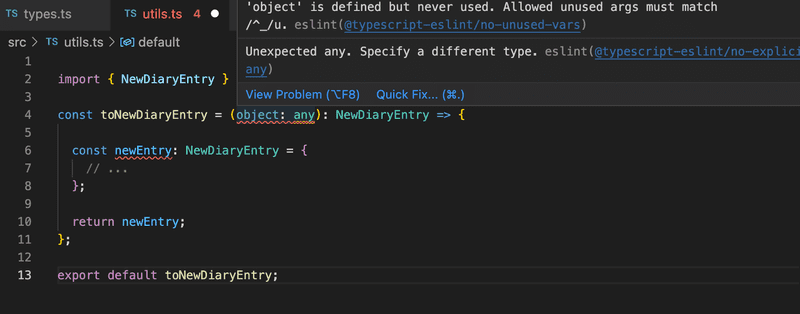 TS types.ts TS utils.ts 4
src > TS utils.ts > default
'object' is defined but never used. Allowed unused args must match
/^_/u. eslint(@typescript-eslint/no-unused-vars)
Unexpected any. Specify a different type. eslint(@typescript-eslint/no-explici
any)
View Problem (⌥F8) Quick Fix... (⌘.)
1
2 import { NewDiaryEntry }
3
4 const toNewDiaryEntry = (object: any): NewDiaryEntry => {
5
6 const newEntry: NewDiaryEntry = {
7 // ...
8 };
9
10 return newEntry;
11 };
12
13 export default toNewDiaryEntry;